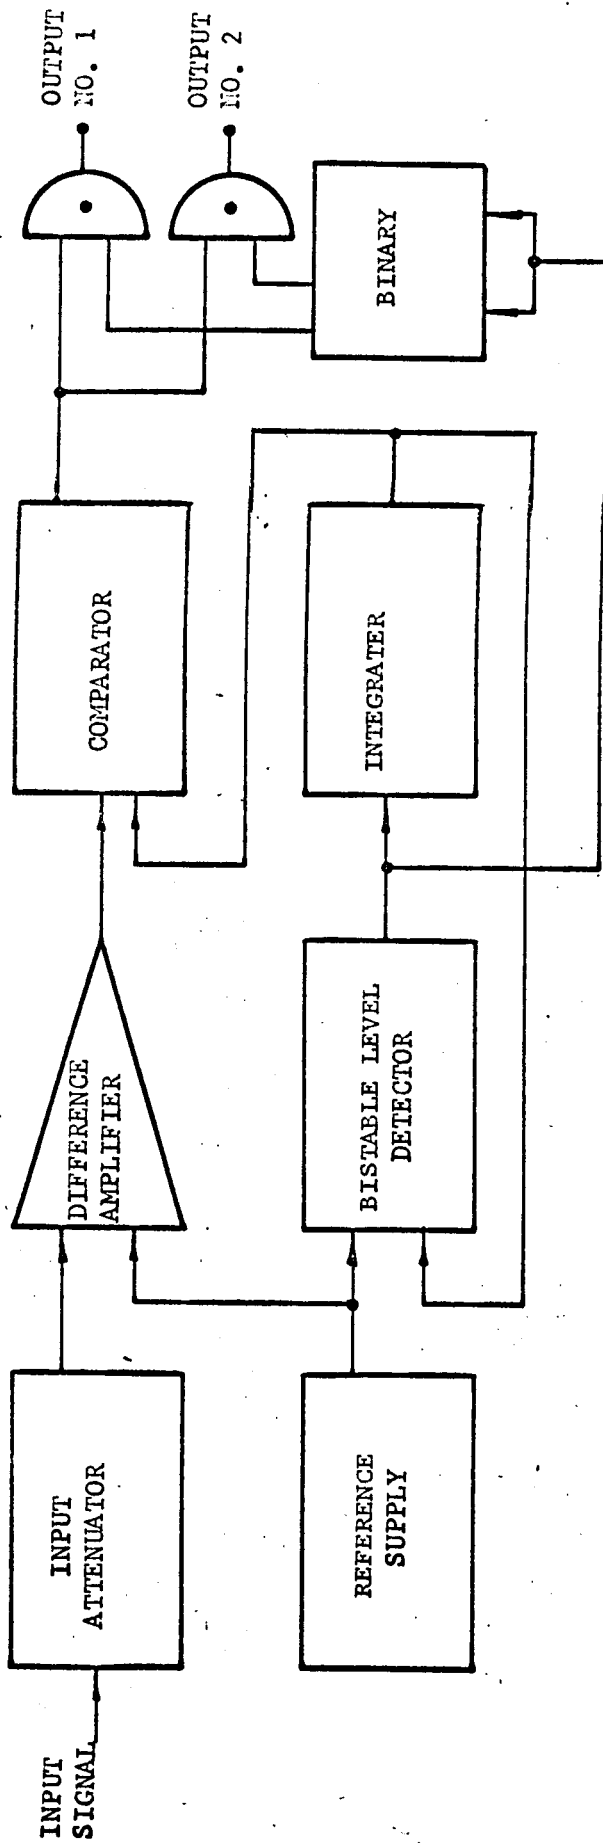 INPUT
SIGNAL
INPUT
ATTENUATOR
DIFFERENCE
AMPLIFIER
COMPARATOR
OUTPUT
NO. 1
OUTPUT
NO. 2
REFERENCE
SUPPLY
BISTABLE LEVEL
DETECTOR
INTEGRATER
BINARY